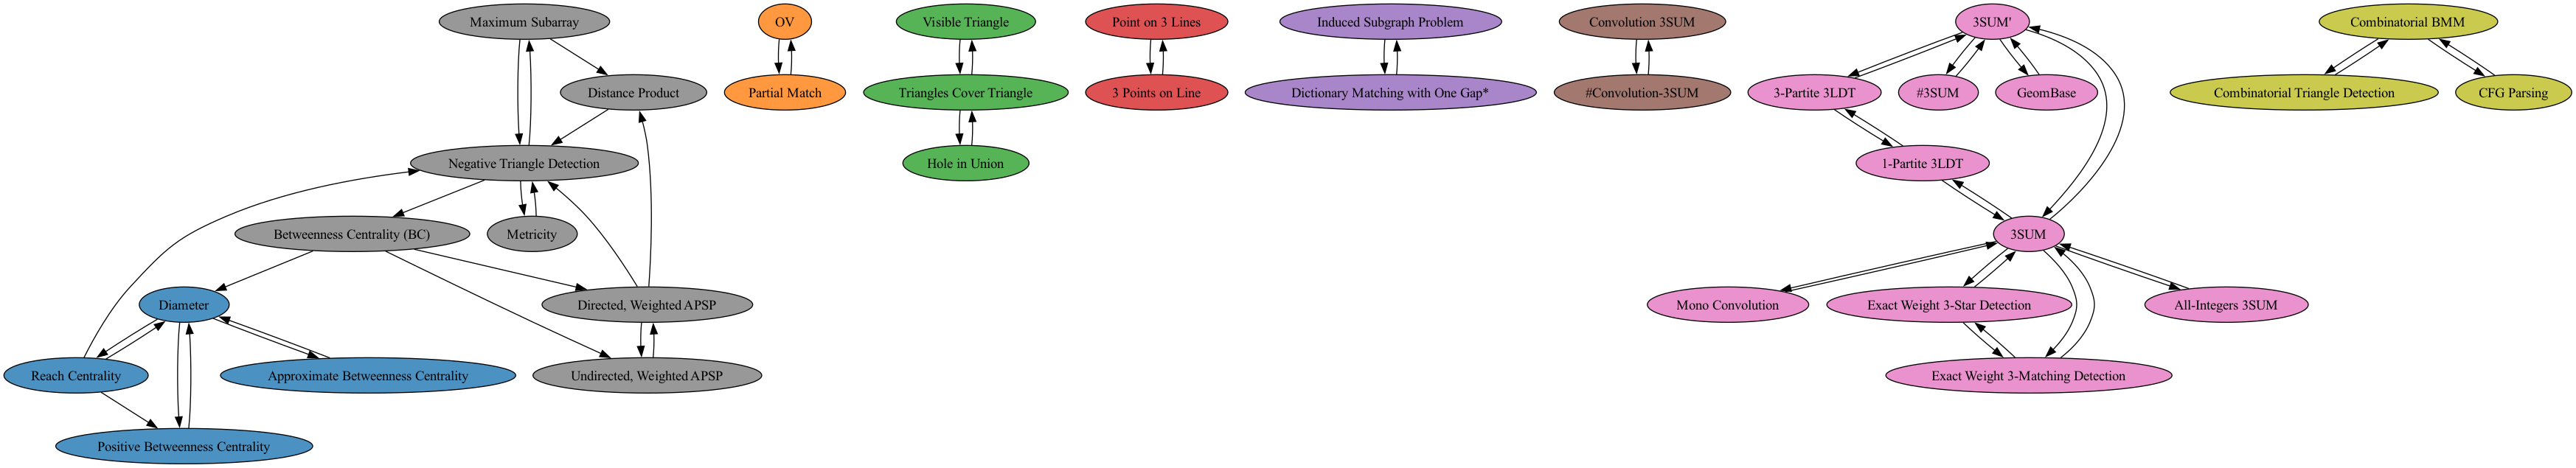 Maximum Subarray
OV
Visible Triangle
Point on 3 Lines
Induced Subgraph Problem
Convolution 3SUM
3SUM'
Combinatorial BMM
Distance Product
Partial Match
Triangles Cover Triangle
3 Points on Line
Dictionary Matching with One Gap*
#Convolution-3SUM
3-Partite 3LDT
#3SUM
GeomBase
Combinatorial Triangle Detection
CFG Parsing
Negative Triangle Detection
Hole in Union
1-Partite 3LDT
Betweenness Centrality (BC)
Metricity
3SUM
Diameter
Directed, Weighted APSP
Mono Convolution
Exact Weight 3-Star Detection
All-Integers 3SUM
Reach Centrality
Approximate Betweenness Centrality
Undirected, Weighted APSP
Exact Weight 3-Matching Detection
Positive Betweenness Centrality